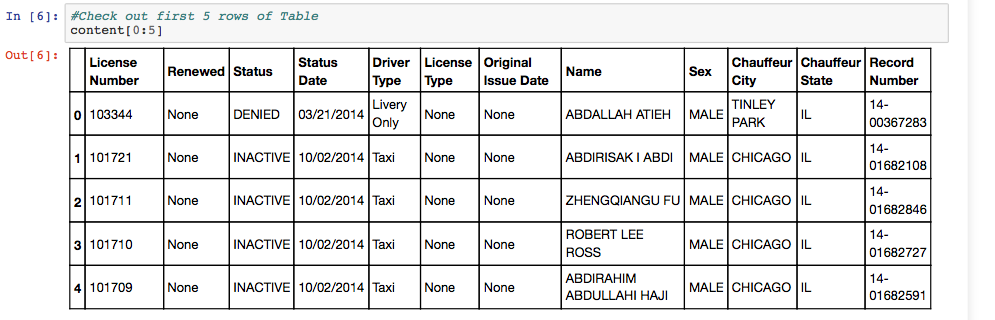 In [6]: #Check out first 5 rows of Table
content[0:5]
Out[6]:
License Number Renewed Status Status Date Driver Type License Type Original Issue Date Name Sex Chauffeur City Chauffeur State Record Number
0 103344 None DENIED 03/21/2014 Livery Only None None ABDALLAH ATIEH MALE TINLEY PARK IL 14-00367283
1 101721 None INACTIVE 10/02/2014 Taxi None None ABDIRISAK I ABDI MALE CHICAGO IL 14-01682108
2 101711 None INACTIVE 10/02/2014 Taxi None None ZHENGQIANGU FU MALE CHICAGO IL 14-01682846
3 101710 None INACTIVE 10/02/2014 Taxi None None ROBERT LEE ROSS MALE CHICAGO IL 14-01682727
4 101709 None INACTIVE 10/02/2014 Taxi None None ABDIRAHIM ABDULLAHI HAJI MALE CHICAGO IL 14-01682591